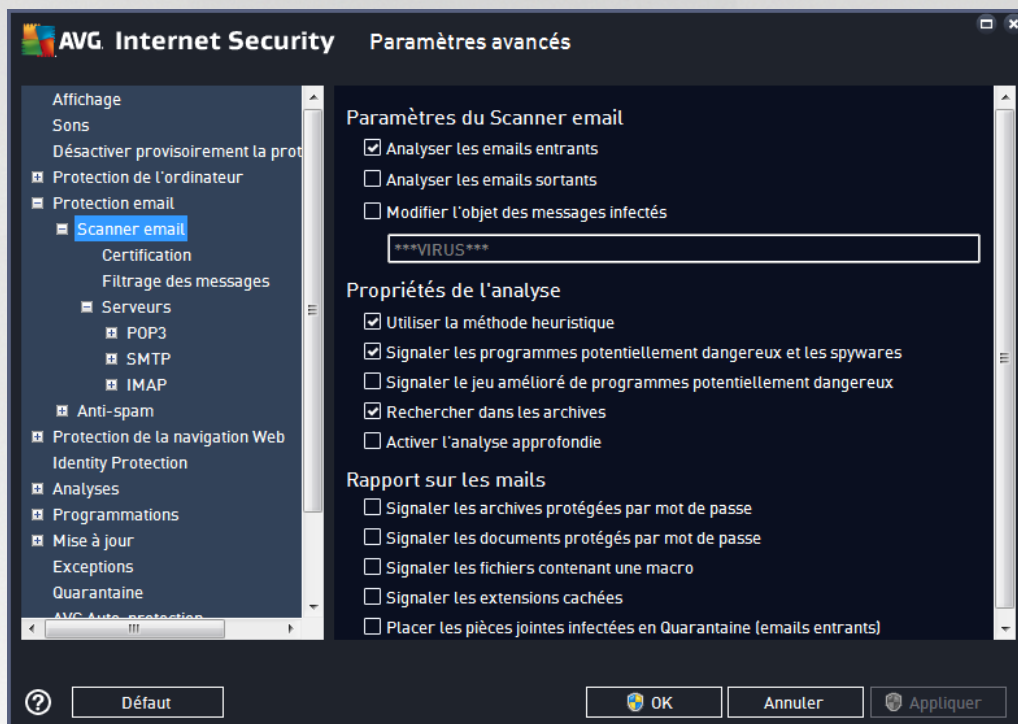 AVG. Internet Security Paramètres avancés
Affichage
Sons
Désactiver provisoirement la prot
Protection de l'ordinateur
Protection email
Scanner email
Certification
Filtrage des messages
Serveurs
POP3
SMTP
IMAP
Anti-spam
Protection de la navigation Web
Identity Protection
Analyses
Programmations
Mise à jour
Exceptions
Quarantaine
AVG Auto-protection
Paramètres du Scanner email
Analyser les emails entrants
Analyser les emails sortants
Modifier l'objet des messages infectés
***VIRUS***
Propriétés de l'analyse
Utiliser la méthode heuristique
Signaler les programmes potentiellement dangereux et les spywares
Signaler le jeu amélioré de programmes potentiellement dangereux
Rechercher dans les archives
Activer l'analyse approfondie
Rapport sur les mails
Signaler les archives protégées par mot de passe
Signaler les documents protégés par mot de passe
Signaler les fichiers contenant une macro
Signaler les extensions cachées
Placer les pièces jointes infectées en Quarantaine (emails entrants)
? Défaut OK Annuler Appliquer